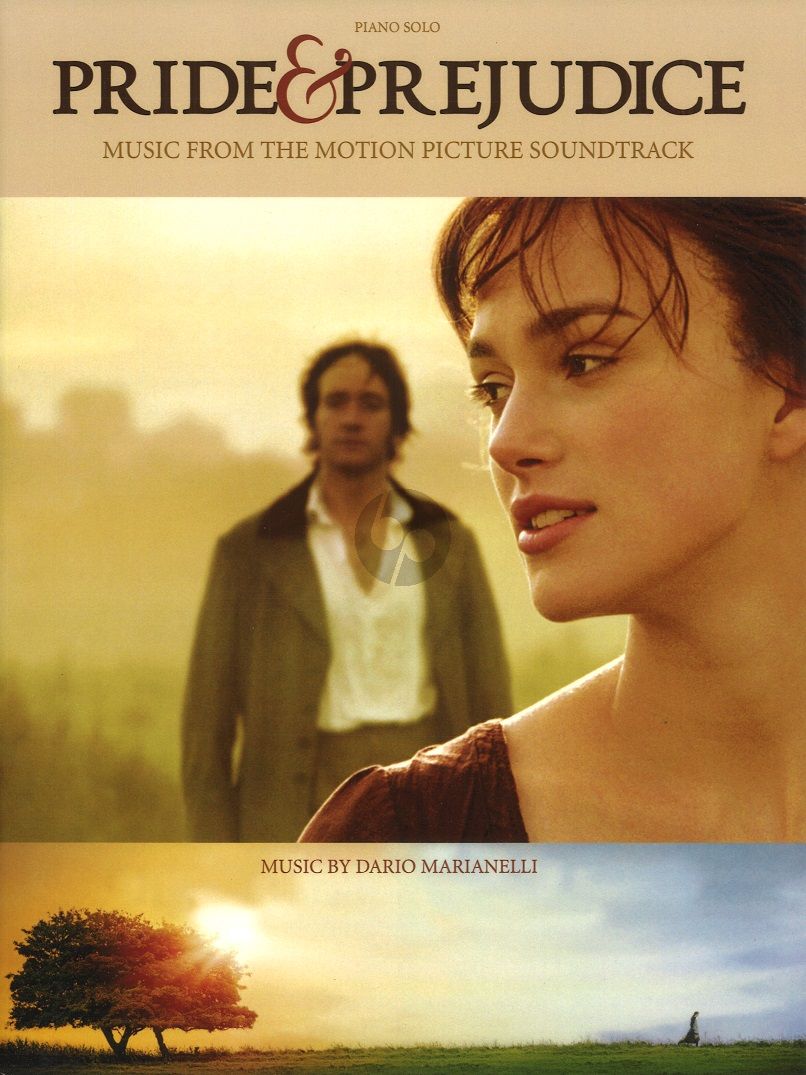 PIANO SOLO
PRIDE & PREJUDICE
MUSIC FROM THE MOTION PICTURE SOUNDTRACK
MUSIC BY DARIO MARIANELLI